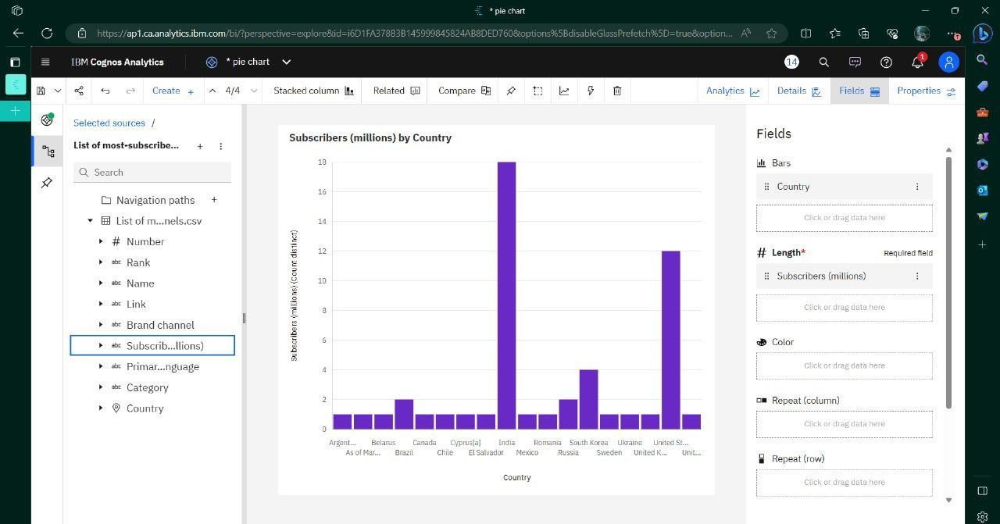 * pie chart
https://ap1.ca.analytics.ibm.com/bi/?perspective=explore&id=i6D1FA378B3B145999845824AB8DED760&options%5BdisableGlassPrefetch%5D=true&option...
IBM Cognos Analytics
* pie chart
14
1
Create +
4/4
Stacked column
Related
Compare
Analytics
Details
Fields
Properties
Selected sources /
List of most-subscribe...
Search
Navigation paths
List of m...nels.csv
# Number
abc Rank
abc Name
abc Link
abc Brand channel
abc Subscrib...llions)
abc Primar...nguage
abc Category
Country
Subscribers (millions) by Country
Subscribers (millions) (Count distinct)
18
16
14
12
10
8
6
4
2
0
Argent...
As of Mar...
Belarus
Brazil
Canada
Chile
Cyprus[a]
El Salvador
India
Mexico
Romania
Russia
South Korea
Sweden
Ukraine
United K...
United St...
Unit...
Country
Fields
Bars
Country
Click or drag data here
# Length* Required field
Subscribers (millions)
Click or drag data here
Color
Click or drag data here
Repeat (column)
Click or drag data here
Repeat (row)
Click or drag data here